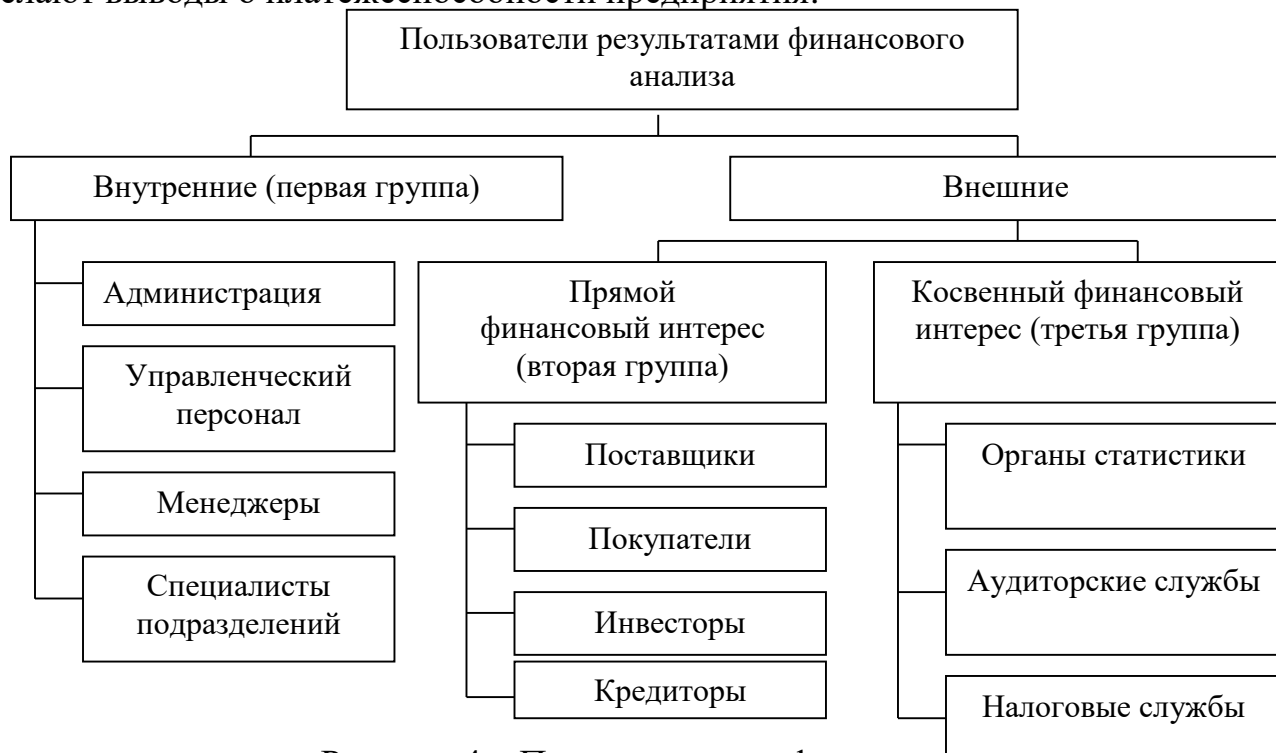 Пользователи результатами финансового
анализа
Внутренние (первая группа)
Внешние
Администрация
Управленческий
персонал
Менеджеры
Специалисты
подразделений
Прямой
финансовый интерес
(вторая группа)
Поставщики
Покупатели
Инвесторы
Кредиторы
Косвенный финансовый
интерес (третья группа)
Органы статистики
Аудиторские службы
Налоговые службы